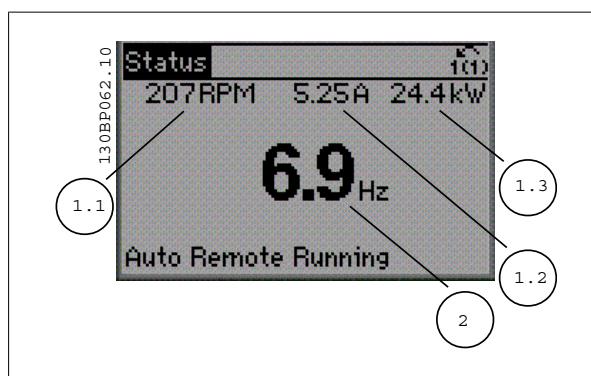 130BP062.10
Status
1(1)
207RPM 5.25A 24.4kW
6.9Hz
Auto Remote Running
1.1
1.3
1.2
2